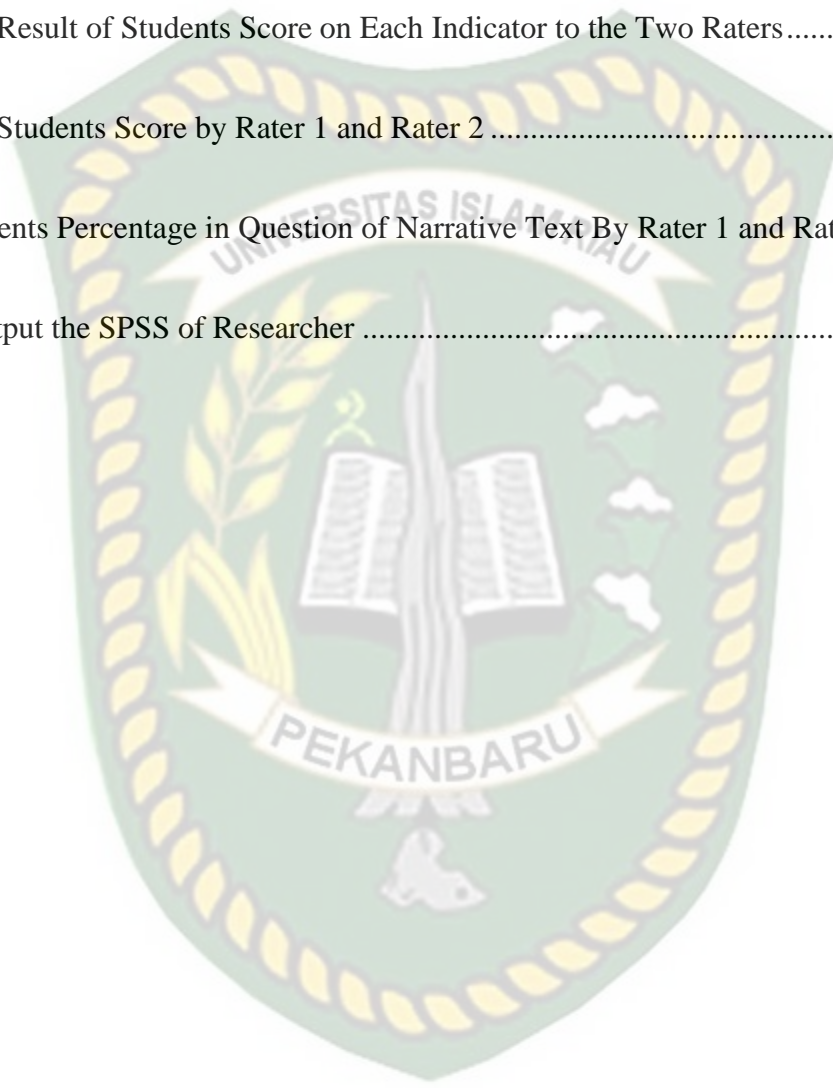 Result of Students Score on Each Indicator to the Two Raters......
Students Score by Rater 1 and Rater 2 ....................................
UNIVERSITAS ISLAM RIAU
ents Percentage in Question of Narrative Text By Rater 1 and Rat
tput the SPSS of Researcher .................................................
PEKANBARU